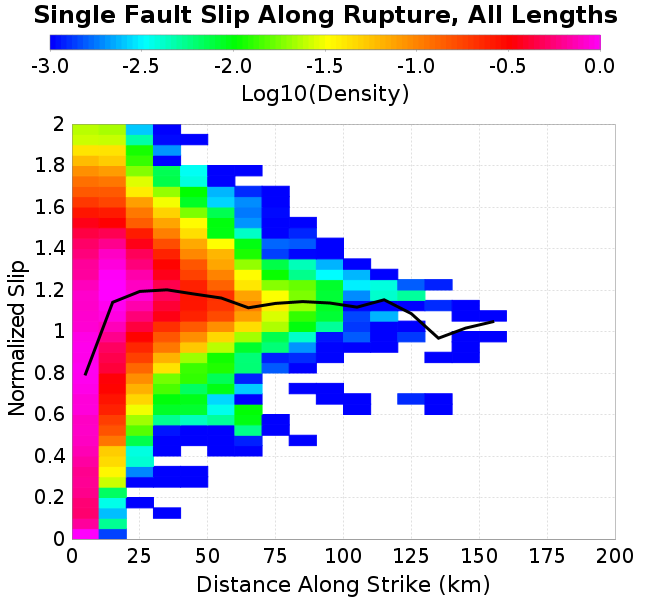 Single Fault Slip Along Rupture, All Lengths
-3.0 -2.5 -2.0 -1.5 -1.0 -0.5 0.0
Log10(Density)
2
1.8
1.6
1.4
1.2
1
0.8
0.6
0.4
0.2
0
Normalized Slip
0 25 50 75 100 125 150 175 200
Distance Along Strike (km)